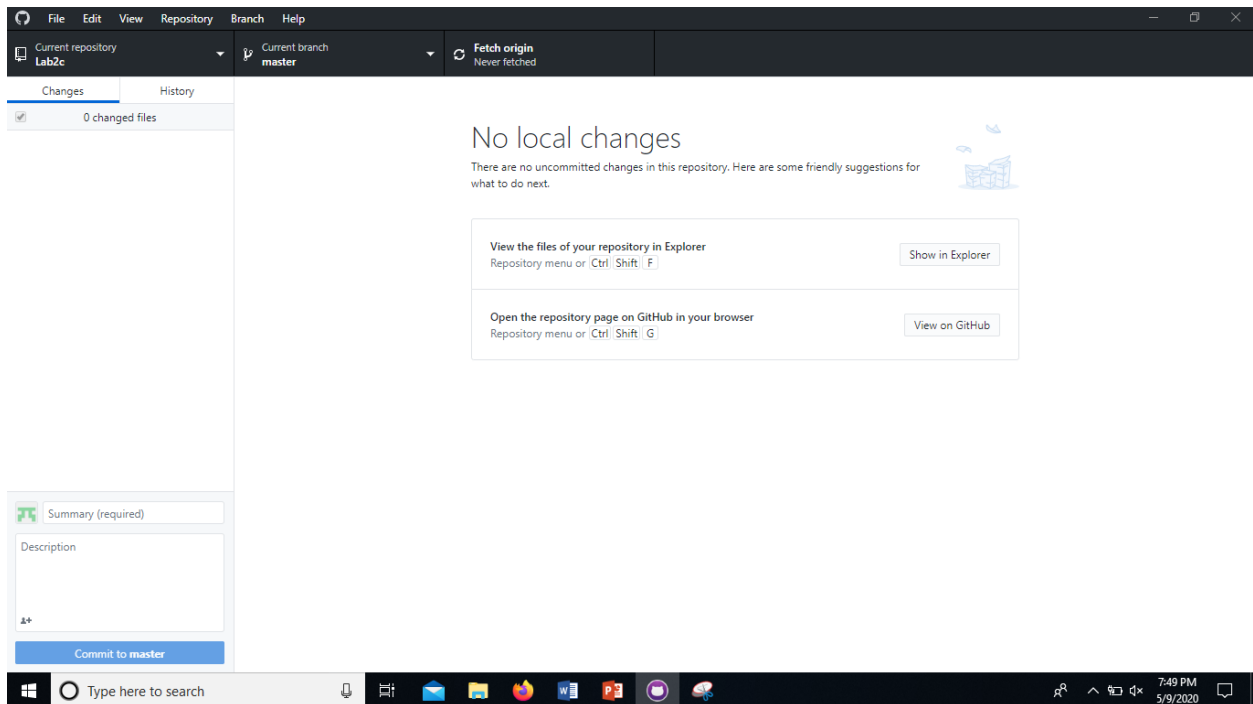 File Edit View Repository Branch Help
Current repository
Lab2c
Current branch
master
Fetch origin
Never fetched
Changes History
0 changed files
No local changes
There are no uncommitted changes in this repository. Here are some friendly suggestions for
what to do next.
View the files of your repository in Explorer
Repository menu or Ctrl Shift F
Show in Explorer
Open the repository page on GitHub in your browser
Repository menu or Ctrl Shift G
View on GitHub
Summary (required)
Description
Commit to master
Type here to search
7:49 PM
5/9/2020